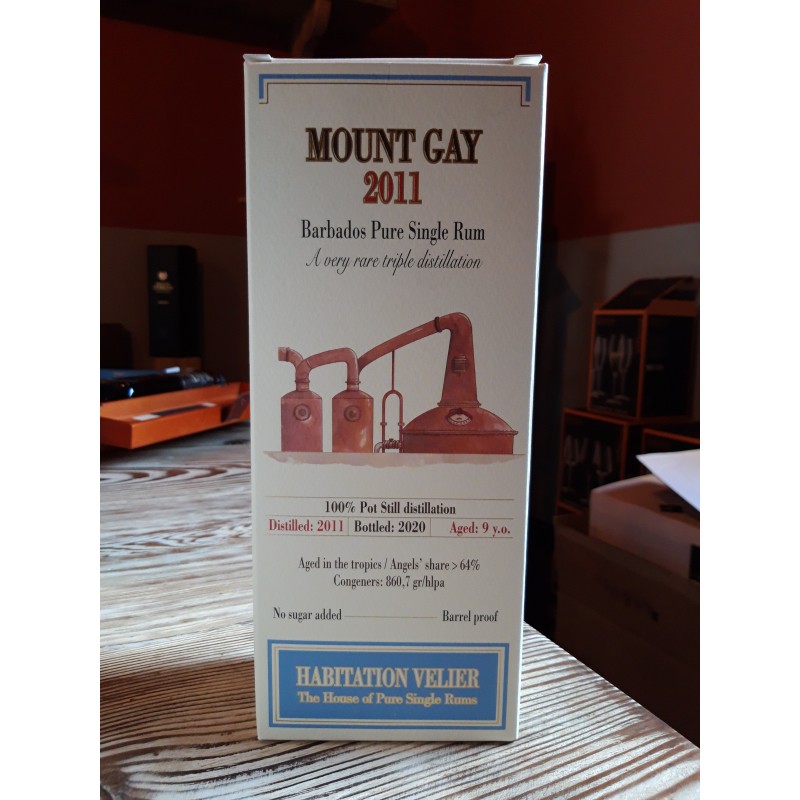 MOUNT GAY
2011
Barbados Pure Single Rum
A very rare triple distillation
100% Pot Still distillation
Distilled: 2011 Bottled: 2020 Aged: 9 y.o.
Aged in the tropics / Angels' share > 64%
Congeners: 860,7 gr/hlpa
No sugar added Barrel proof
HABITATION VELIER
The House of Pure Single Rums